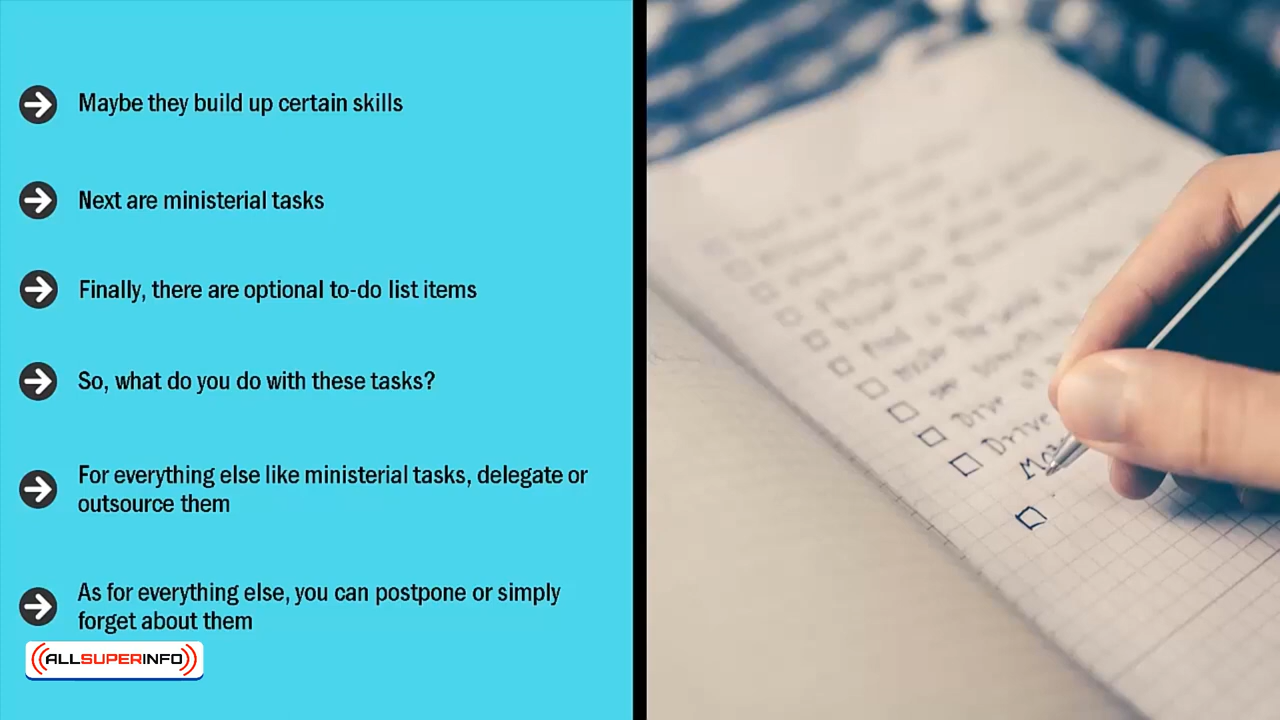 Maybe they build up certain skills
Next are ministerial tasks
Finally, there are optional to-do list items
So, what do you do with these tasks?
For everything else like ministerial tasks, delegate or
outsource them
As for everything else, you can postpone or simply
forget about them
ALLSUPERINFO
Drive
Drive